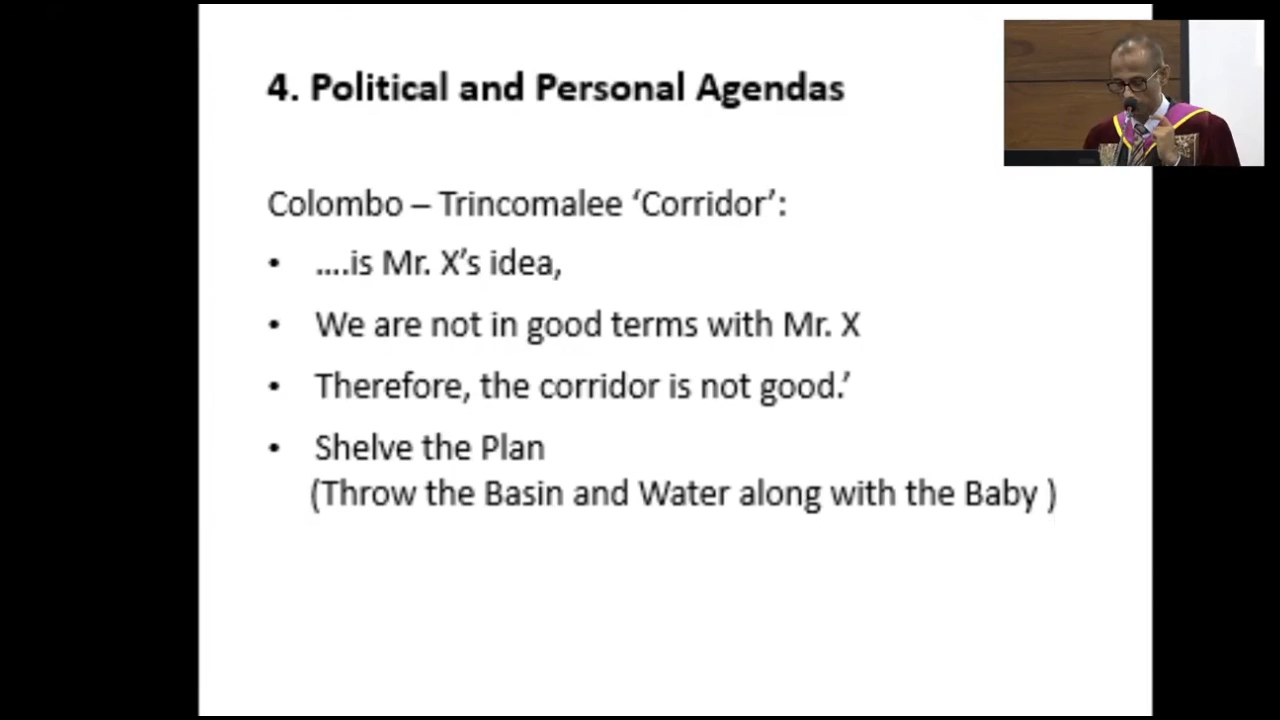 4. Political and Personal Agendas
Colombo – Trincomalee ‘Corridor’:
• ....is Mr. X’s idea,
• We are not in good terms with Mr. X
• Therefore, the corridor is not good.’
• Shelve the Plan
(Throw the Basin and Water along with the Baby )